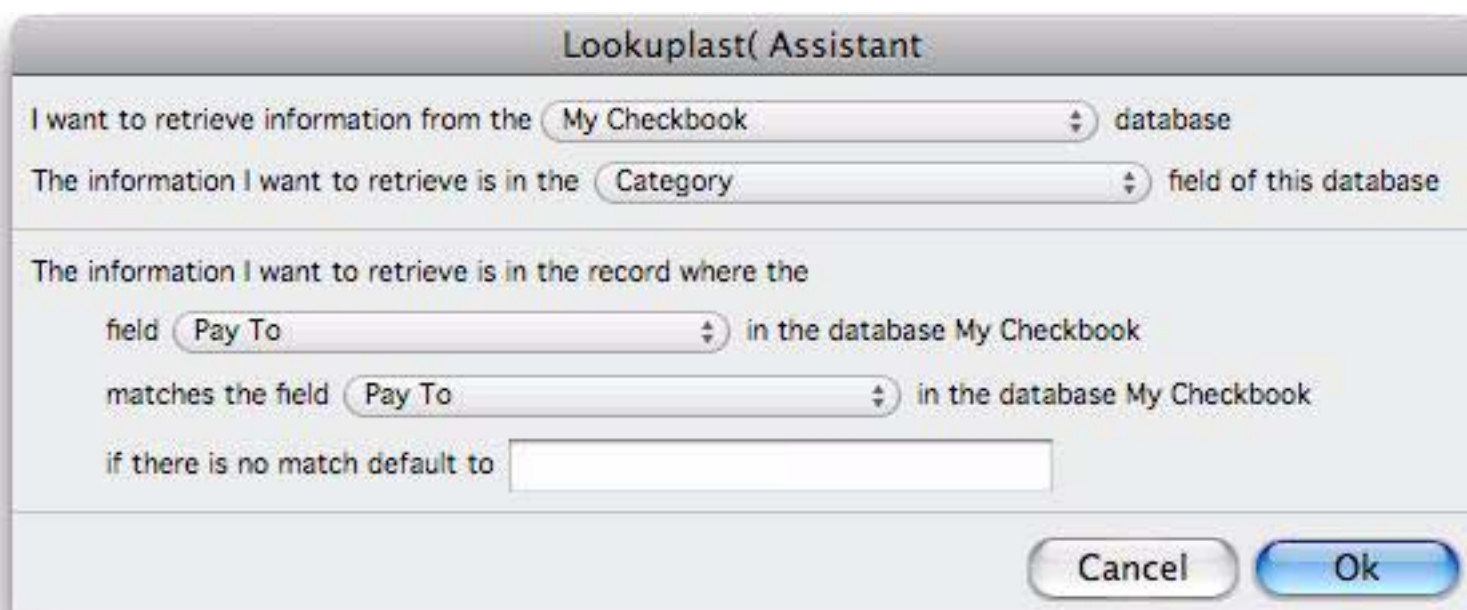 Lookuplast( Assistant
I want to retrieve information from the My Checkbook database
The information I want to retrieve is in the Category field of this database
The information I want to retrieve is in the record where the
field Pay To in the database My Checkbook
matches the field Pay To in the database My Checkbook
if there is no match default to
Cancel Ok